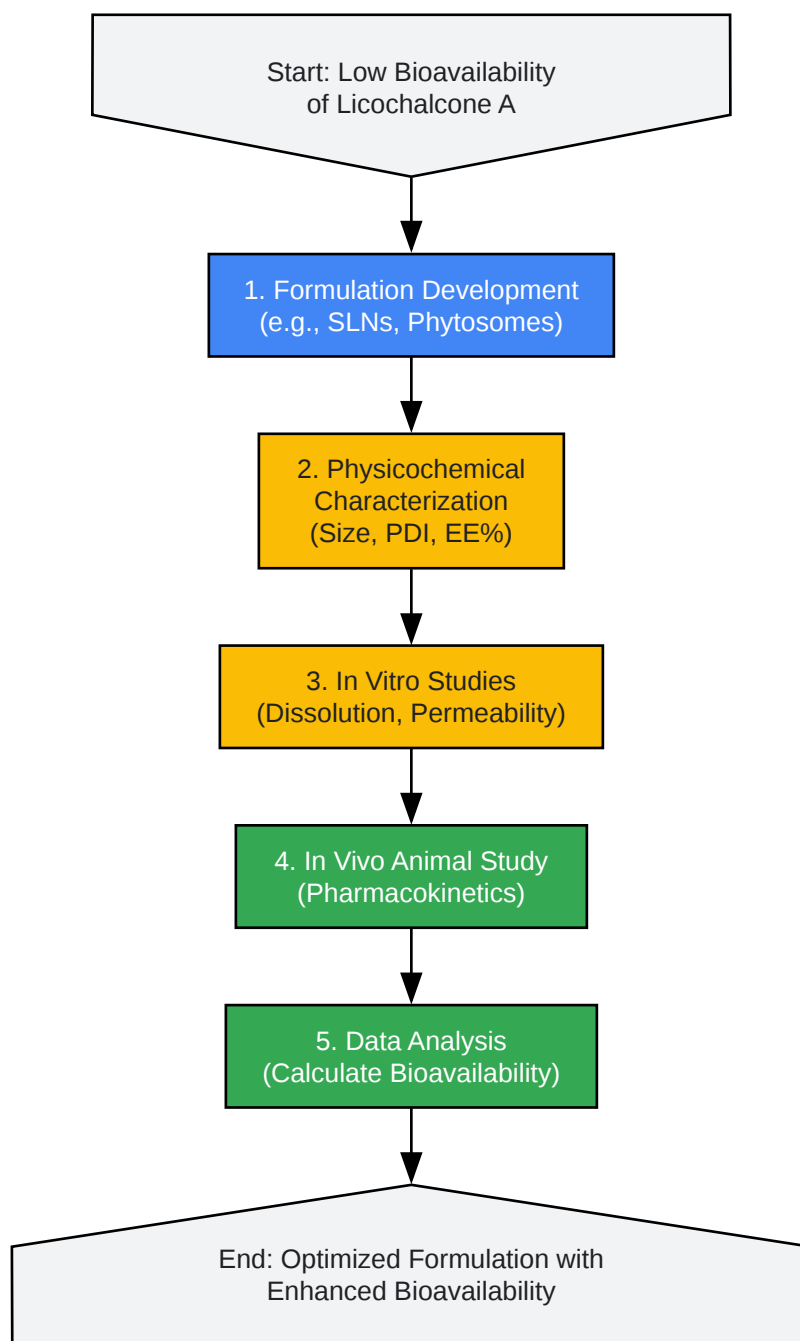 Start: Low Bioavailability
of Licochalcone A
1. Formulation Development
(e.g., SLNs, Phytosomes)
2. Physicochemical
Characterization
(Size, PDI, EE%)
3. In Vitro Studies
(Dissolution, Permeability)
4. In Vivo Animal Study
(Pharmacokinetics)
5. Data Analysis
(Calculate Bioavailability)
End: Optimized Formulation with
Enhanced Bioavailability